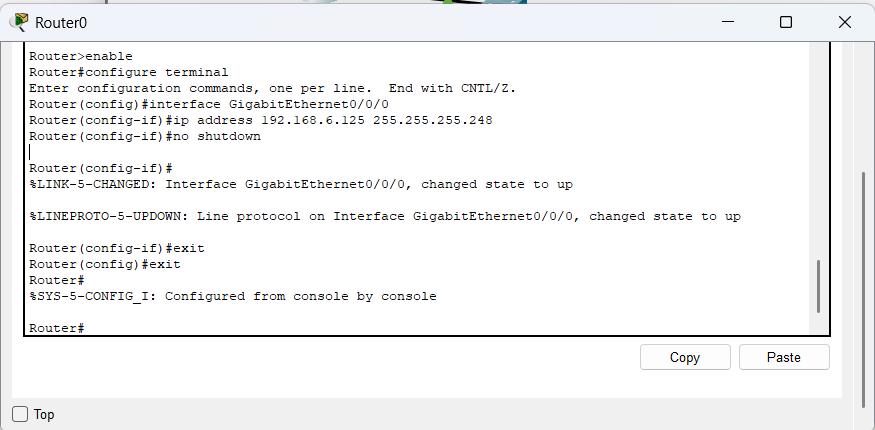 Router0
Router>enable
Router#configure terminal
Enter configuration commands, one per line.  End with CNTL/Z.
Router(config)#interface GigabitEthernet0/0/0
Router(config-if)#ip address 192.168.6.125 255.255.255.248
Router(config-if)#no shutdown
Router(config-if)#
%LINK-5-CHANGED: Interface GigabitEthernet0/0/0, changed state to up
%LINEPROTO-5-UPDOWN: Line protocol on Interface GigabitEthernet0/0/0, changed state to up
Router(config-if)#exit
Router(config)#exit
Router#
%SYS-5-CONFIG_I: Configured from console by console
Router#
Copy Paste
Top